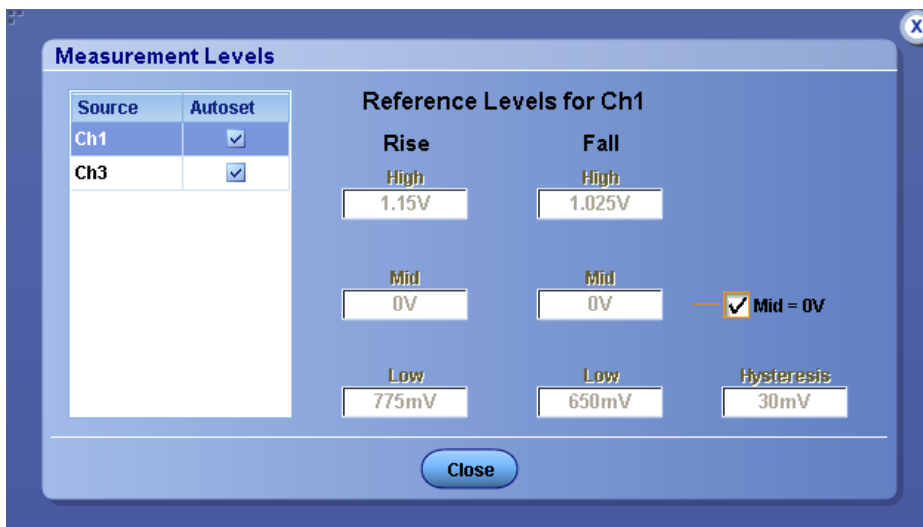 X
Measurement Levels
Source Autoset
Ch1
Ch3
Reference Levels for Ch1
Rise Fall
High High
1.15V 1.025V
Mid Mid
0V 0V
Mid = 0V
Low Low Hysteresis
775mV 650mV 30mV
Close